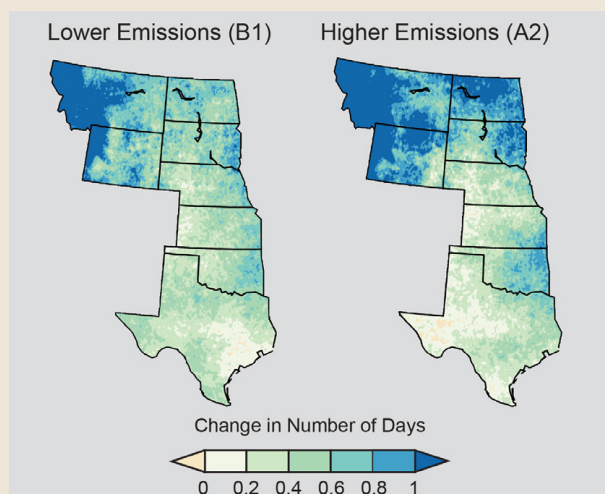 Lower Emissions (B1)
Higher Emissions (A2)
Change in Number of Days
0 0.2 0.4 0.6 0.8 1